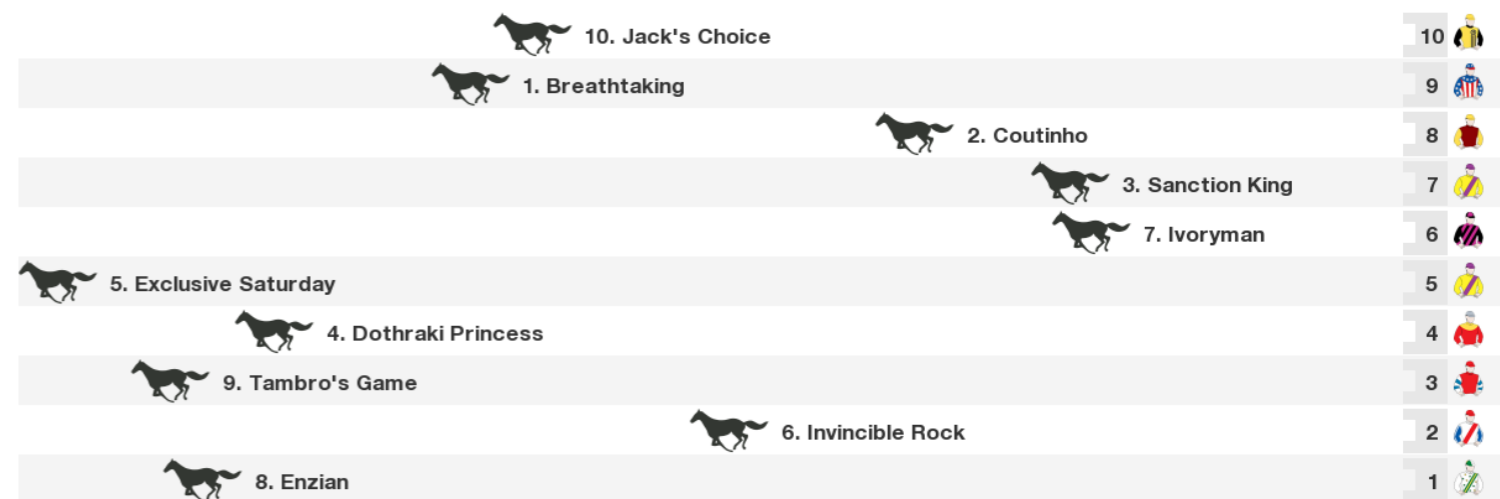 10. Jack's Choice 10
1. Breathtaking 9
2. Coutinho 8
3. Sanction King 7
7. Ivoryman 6
5. Exclusive Saturday 5
4. Dothraki Princess 4
9. Tambro's Game 3
6. Invincible Rock 2
8. Enzian 1